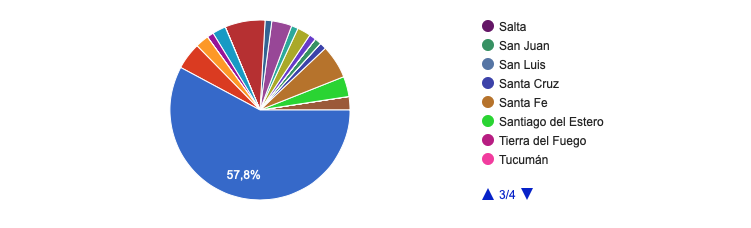 Salta
San Juan
San Luis
Santa Cruz
Santa Fe
Santiago del Estero
Tierra del Fuego
Tucumán
57,8%
3/4